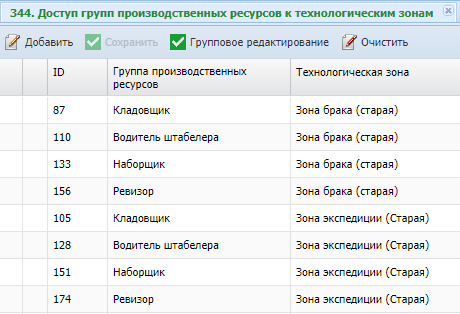 344. Доступ групп производственных ресурсов к технологическим зонам
Добавить Сохранить Групповое редактирование Очистить
ID Группа производственных ресурсов Технологическая зона
87 Кладовщик Зона брака (старая)
110 Водитель штабелера Зона брака (старая)
133 Наборщик Зона брака (старая)
156 Ревизор Зона брака (старая)
105 Кладовщик Зона экспедиции (Старая)
128 Водитель штабелера Зона экспедиции (Старая)
151 Наборщик Зона экспедиции (Старая)
174 Ревизор Зона экспедиции (Старая)